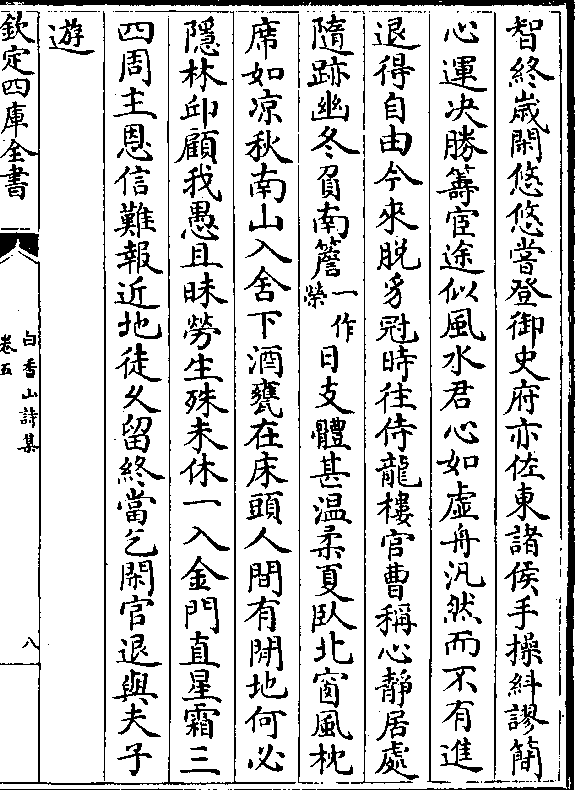 智終歳閑悠悠嘗登御史府亦佐東諸侯手操糾謬簡
心運决勝籌宦途似風水君心如虚舟汎然而不有進
退得自由今來脱豸冠時往侍龍樓官曹稱心靜居處
隨跡幽冬負南簷一作榮日支體甚温柔夏臥北窗風枕
席如凉秋南山入舍下酒甕在床頭人間有閑地何必
隱林邱顧我愚且昧勞生殊未休一入金門直星霜三
四周主恩信難報近地徒久留終當乞閑官退與夫子
遊
欽定四庫全書
白香山詩集
卷五
八